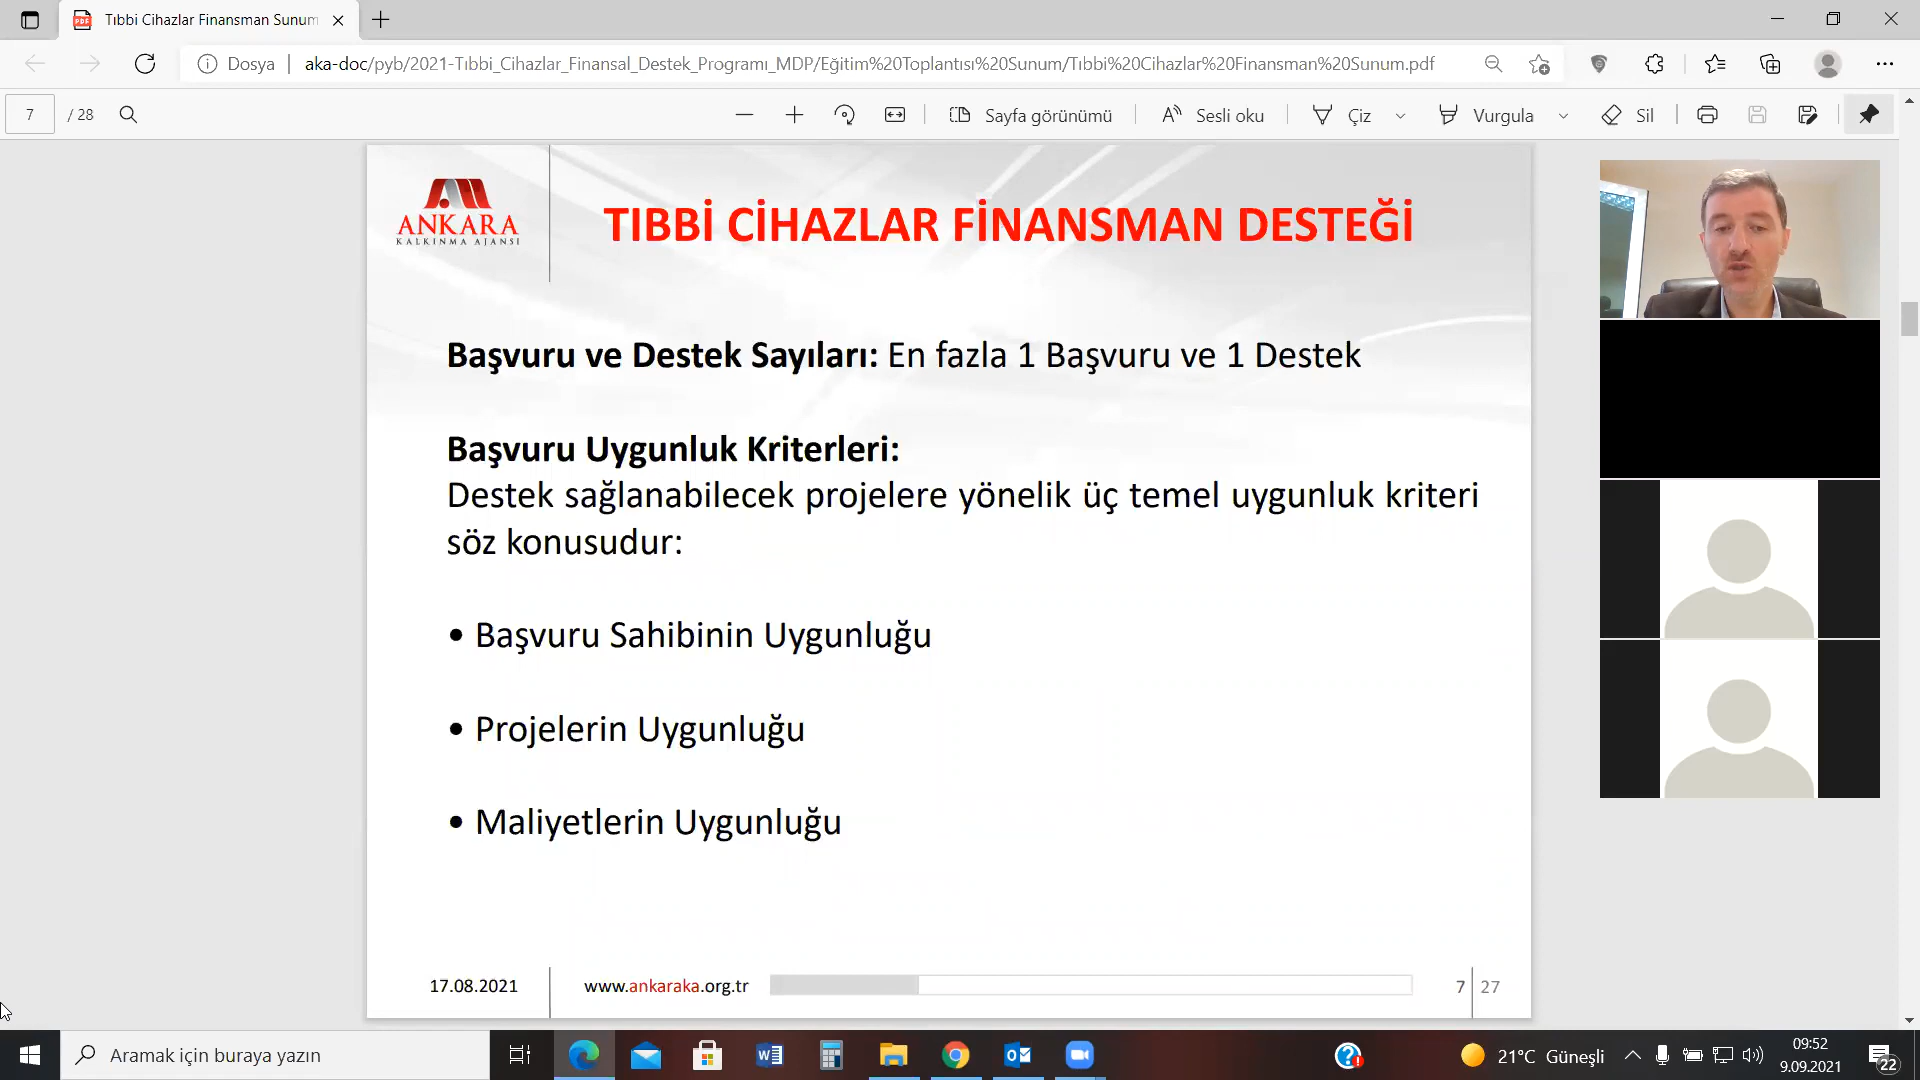 Tıbbi Cihazlar Finansman Sunum
Dosya
aka-doc/pyb/2021-Tıbbi_Cihazlar_Finansal_Destek_Programı_MDP/Eğitim%20Toplantısı%20Sunum/Tıbbi%20Cihazlar%20Finansman%20Sunum.pdf
7 / 28
Sayfa görünümü
Sesli oku
Çiz
Vurgula
Sil
ANKARA
KALKINMA AJANSI
TIBBİ CİHAZLAR FİNANSMAN DESTEĞİ
Başvuru ve Destek Sayıları: En fazla 1 Başvuru ve 1 Destek
Başvuru Uygunluk Kriterleri:
Destek sağlanabilecek projelere yönelik üç temel uygunluk kriteri
söz konusudur:
• Başvuru Sahibinin Uygunluğu
• Projelerin Uygunluğu
• Maliyetlerin Uygunluğu
17.08.2021
www.ankaraka.org.tr
7 27
Aramak için buraya yazın
21°C Güneşli
09:52
9.09.2021
22